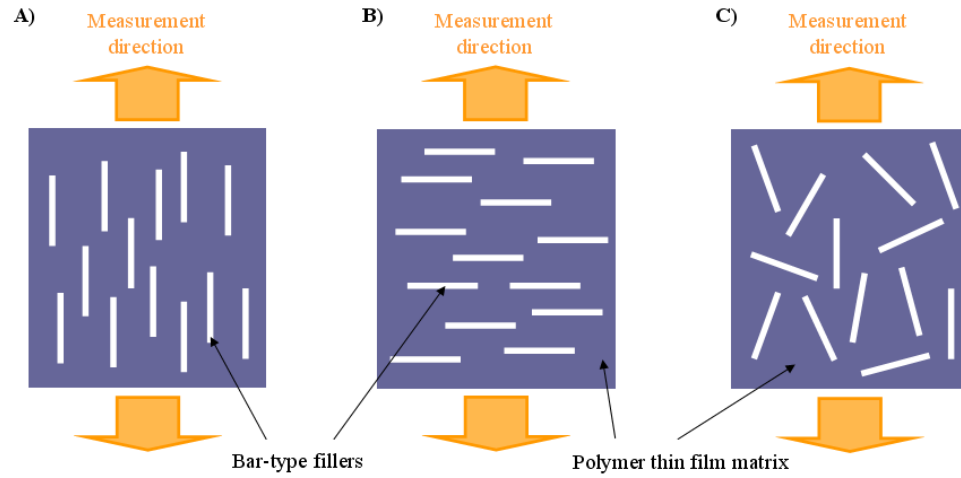 A)
Measurement
direction
B)
Measurement
direction
C)
Measurement
direction
Bar-type fillers
Polymer thin film matrix